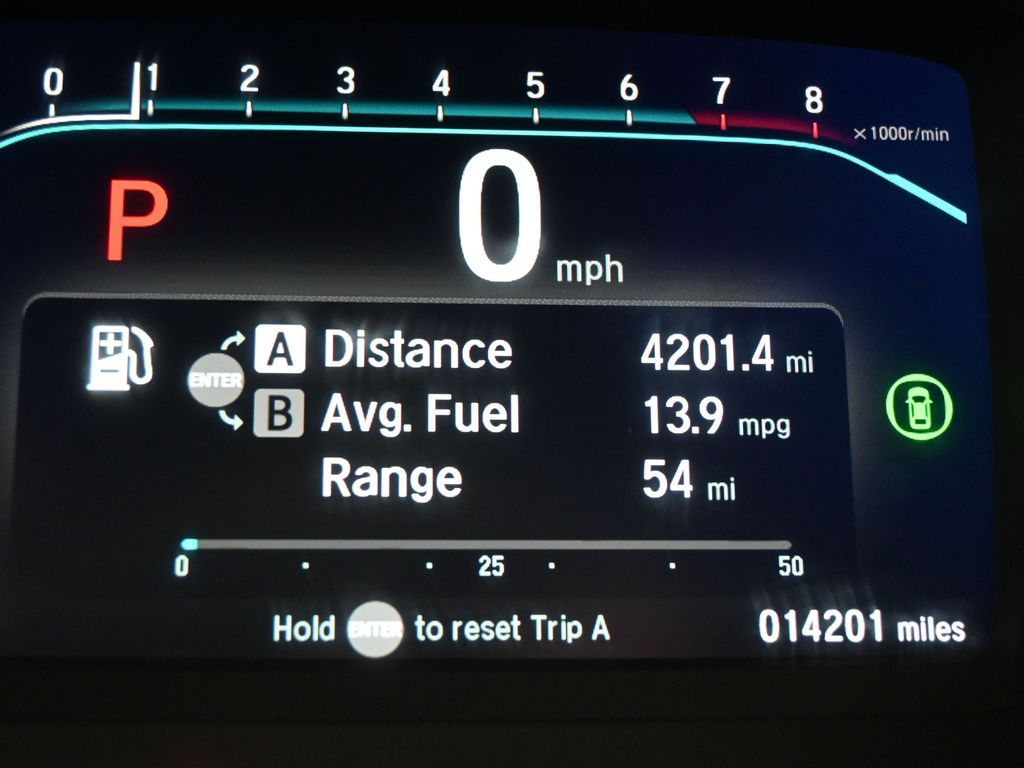 0 1 2 3 4 5 6 7 8
×1000r/min
P 0 mph
A Distance 4201.4 mi
ENTER
B Avg. Fuel 13.9 mpg
Range 54 mi
0 25 50
Hold ENTER to reset Trip A 014201 miles